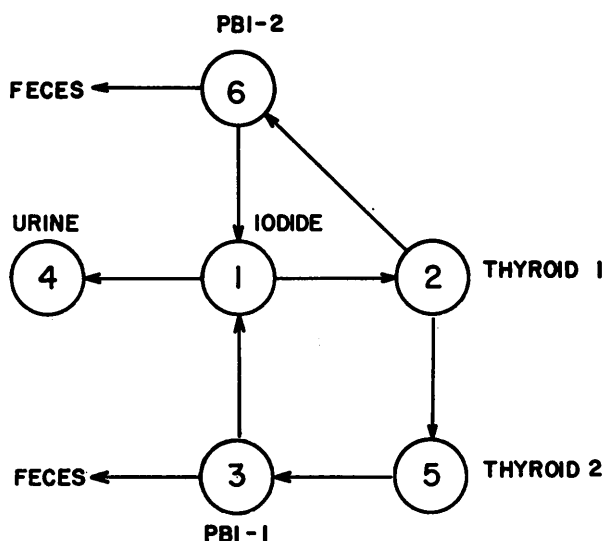 PBI-2
FECES
6
URINE
IODIDE
4
1
2
THYROID 1
FECES
3
5
THYROID 2
PBI-1